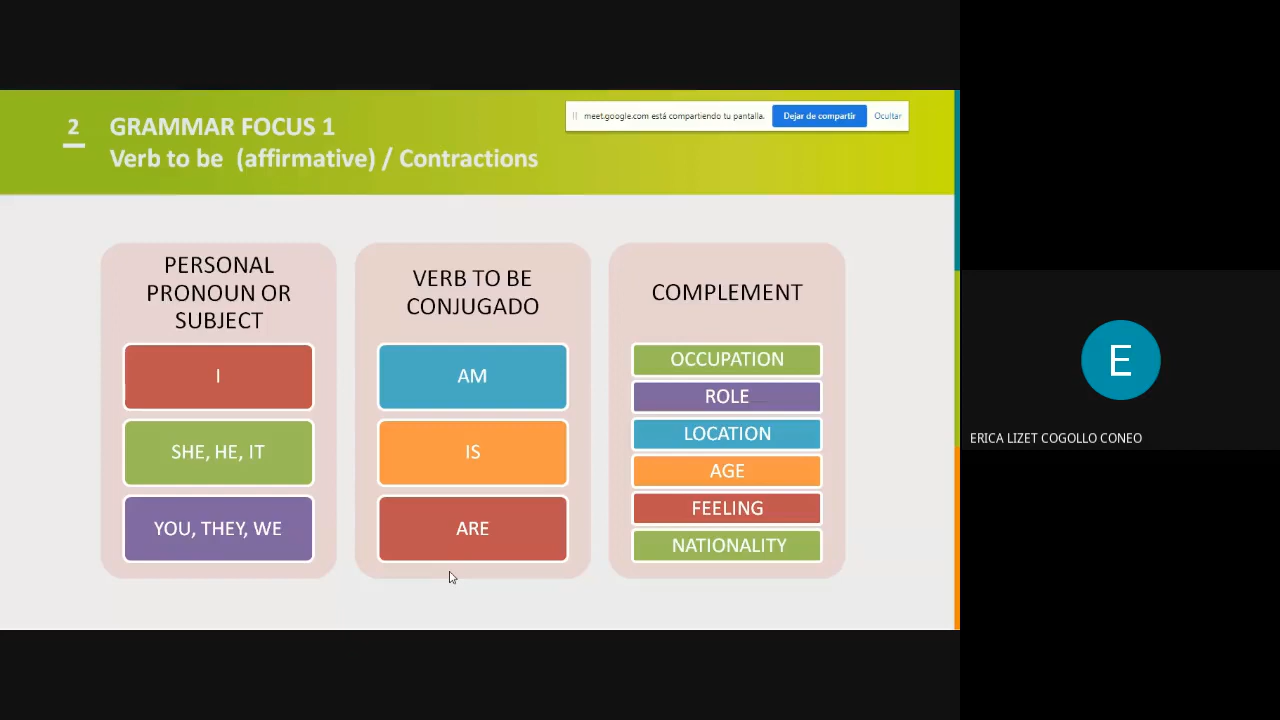 2
GRAMMAR FOCUS 1
Verb to be (affirmative) / Contractions
meet.google.com está compartiendo tu pantalla.
Dejar de compartir
Ocultar
PERSONAL
PRONOUN OR
SUBJECT
I
SHE, HE, IT
YOU, THEY, WE
VERB TO BE
CONJUGADO
AM
IS
ARE
COMPLEMENT
OCCUPATION
ROLE
LOCATION
AGE
FEELING
NATIONALITY
E
ERICA LIZET COGOLLO CONEO